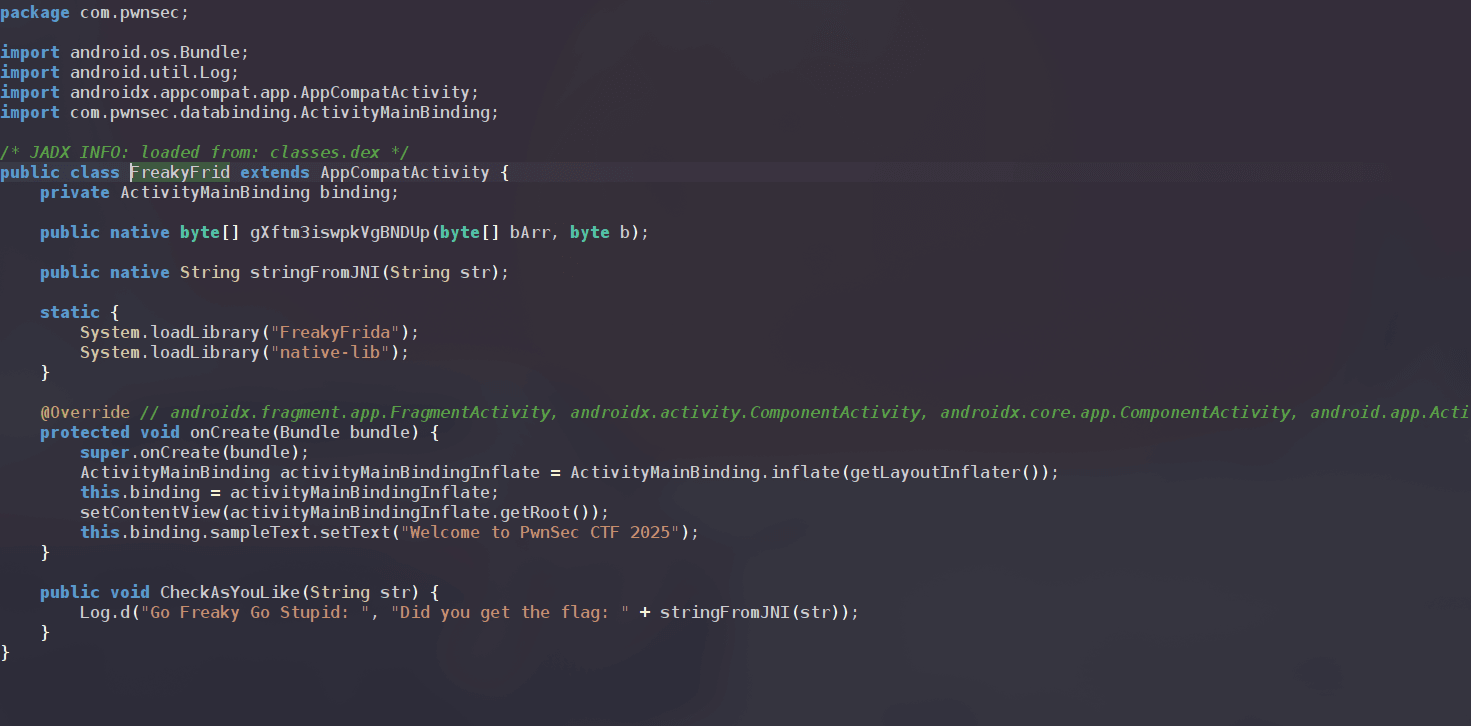 package com.pwnsec;
import android.os.Bundle;
import android.util.Log;
import androidx.appcompat.app.AppCompatActivity;
import com.pwnsec.databinding.ActivityMainBinding;
/* JADX INFO: loaded from: classes.dex */
public class FreakyFrid extends AppCompatActivity {
    private ActivityMainBinding binding;
    public native byte[] gXftm3iswpkVgBNDUp(byte[] bArr, byte b);
    public native String stringFromJNI(String str);
    static {
        System.loadLibrary("FreakyFrida");
        System.loadLibrary("native-lib");
    }
    @Override // androidx.fragment.app.FragmentActivity, androidx.activity.ComponentActivity, androidx.core.app.ComponentActivity, android.app.Acti
    protected void onCreate(Bundle bundle) {
        super.onCreate(bundle);
        ActivityMainBinding activityMainBindingInflate = ActivityMainBinding.inflate(getLayoutInflater());
        this.binding = activityMainBindingInflate;
        setContentView(activityMainBindingInflate.getRoot());
        this.binding.sampleText.setText("Welcome to PwnSec CTF 2025");
    }
    public void CheckAsYouLike(String str) {
        Log.d("Go Freaky Go Stupid: ", "Did you get the flag: " + stringFromJNI(str));
    }
}